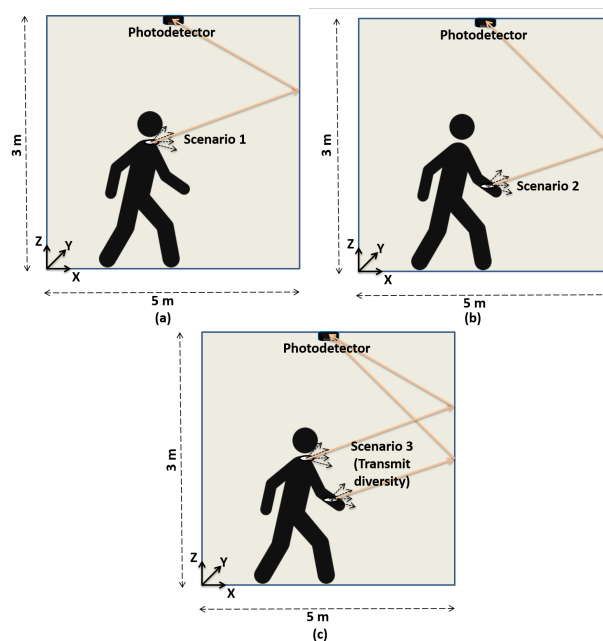 Photodetector
Scenario 1
3 m
Z
Y
X
5 m
(a)
Photodetector
Scenario 2
3 m
Z
Y
X
5 m
(b)
Photodetector
Scenario 3
(Transmit
diversity)
3 m
Z
Y
X
5 m
(c)